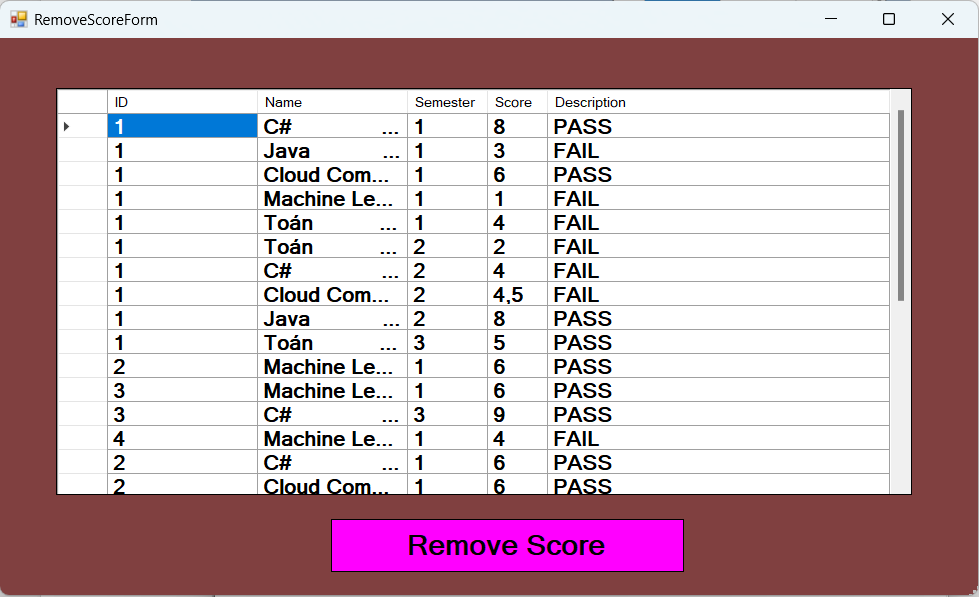 RemoveScoreForm
ID Name Semester Score Description
1 C# ... 1 8 PASS
1 Java ... 1 3 FAIL
1 Cloud Com... 1 6 PASS
1 Machine Le... 1 1 FAIL
1 Toán ... 1 4 FAIL
1 Toán ... 2 2 FAIL
1 C# ... 2 4 FAIL
1 Cloud Com... 2 4,5 FAIL
1 Java ... 2 8 PASS
1 Toán ... 3 5 PASS
2 Machine Le... 1 6 PASS
3 Machine Le... 1 6 PASS
3 C# ... 3 9 PASS
4 Machine Le... 1 4 FAIL
2 C# ... 1 6 PASS
2 Cloud Com... 1 6 PASS
Remove Score